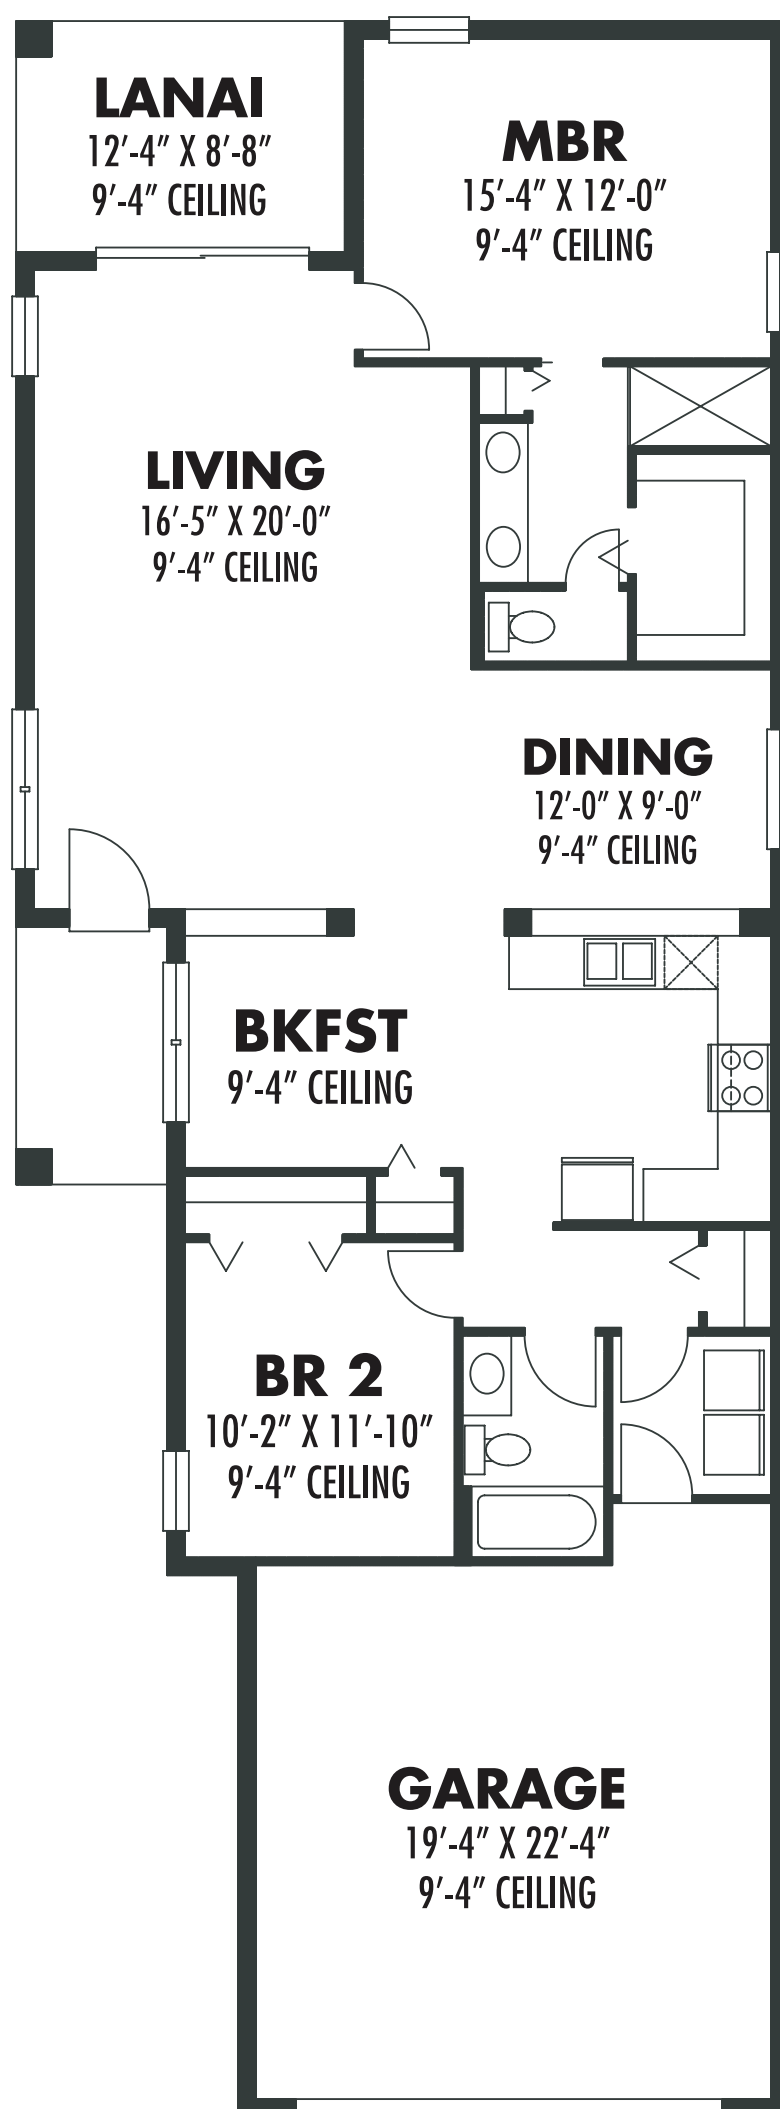 LANAI
12′-4″ X 8′-8″
9′-4″ CEILING
MBR
15′-4″ X 12′-0″
9′-4″ CEILING
LIVING
16′-5″ X 20′-0″
9′-4″ CEILING
DINING
12′-0″ X 9′-0″
9′-4″ CEILING
BKFST
9′-4″ CEILING
BR 2
10′-2″ X 11′-10″
9′-4″ CEILING
GARAGE
19′-4″ X 22′-4″
9′-4″ CEILING